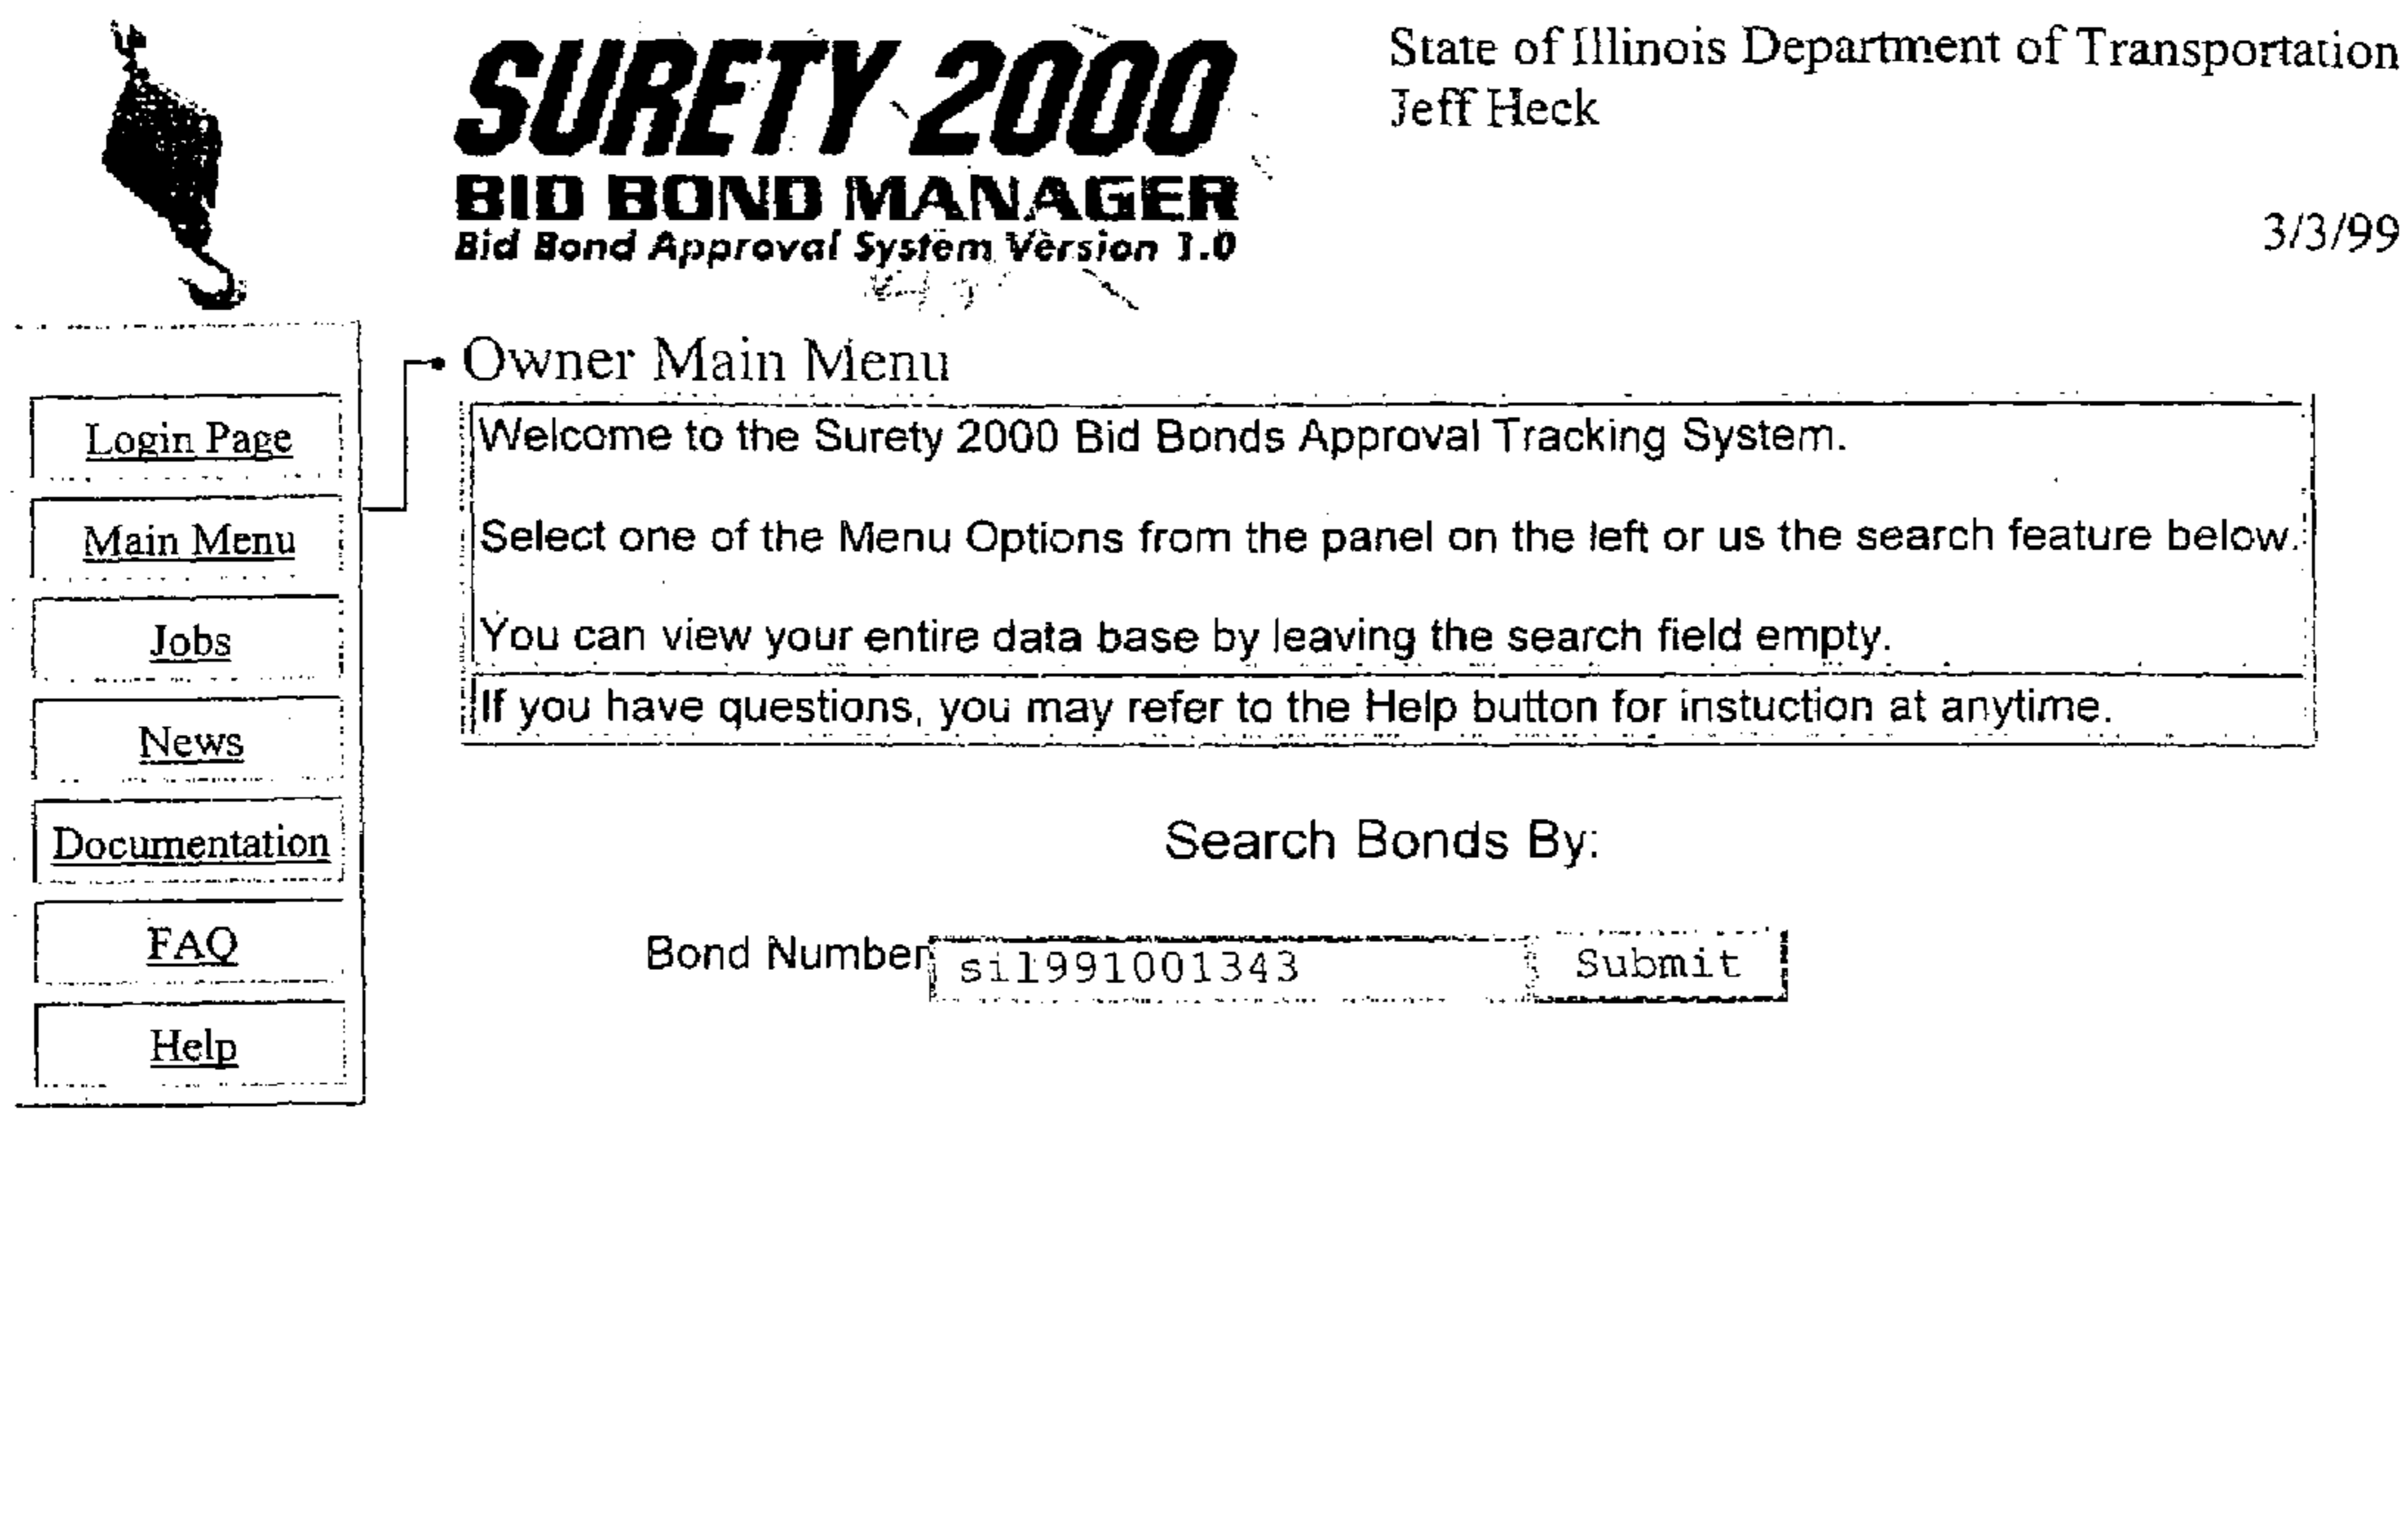 SURETY 2000
BID BOND MANAGER
Bid Bond Approval System Version 1.0
State of Illinois Department of Transportation
Jeff Heck
3/3/99
Login Page
Main Menu
Jobs
News
Documentation
FAQ
Help
Owner Main Menu
Welcome to the Surety 2000 Bid Bonds Approval Tracking System.
Select one of the Menu Options from the panel on the left or us the search feature below.
You can view your entire data base by leaving the search field empty.
If you have questions, you may refer to the Help button for instuction at anytime.
Search Bonds By:
Bond Number si1991001343 Submit